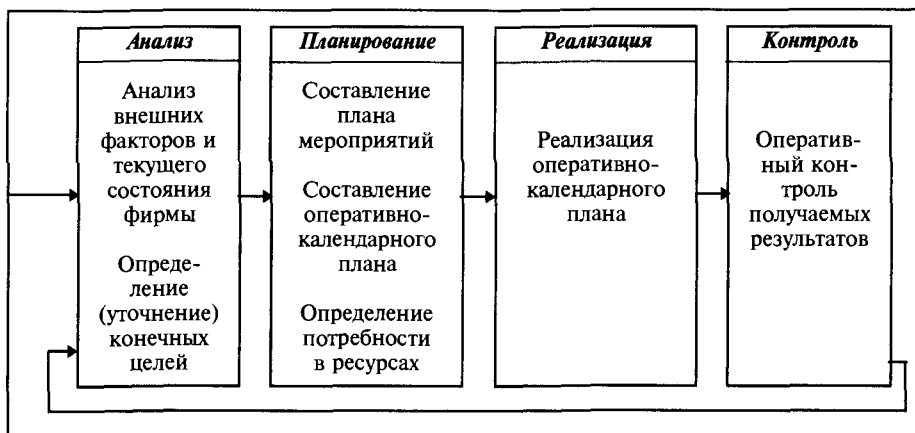 Анализ
Анализ
внешних
факторов и
текущего
состояния
фирмы
Опреде-
ление
(уточнение)
конечных
целей
Планирование
Составление
плана
мероприятий
Составление
оперативно-
календарного
плана
Определение
потребности
в ресурсах
Реализация
Реализация
оперативно-
календарного
плана
Контроль
Оператив-
ный кон-
троль
получаемых
результатов